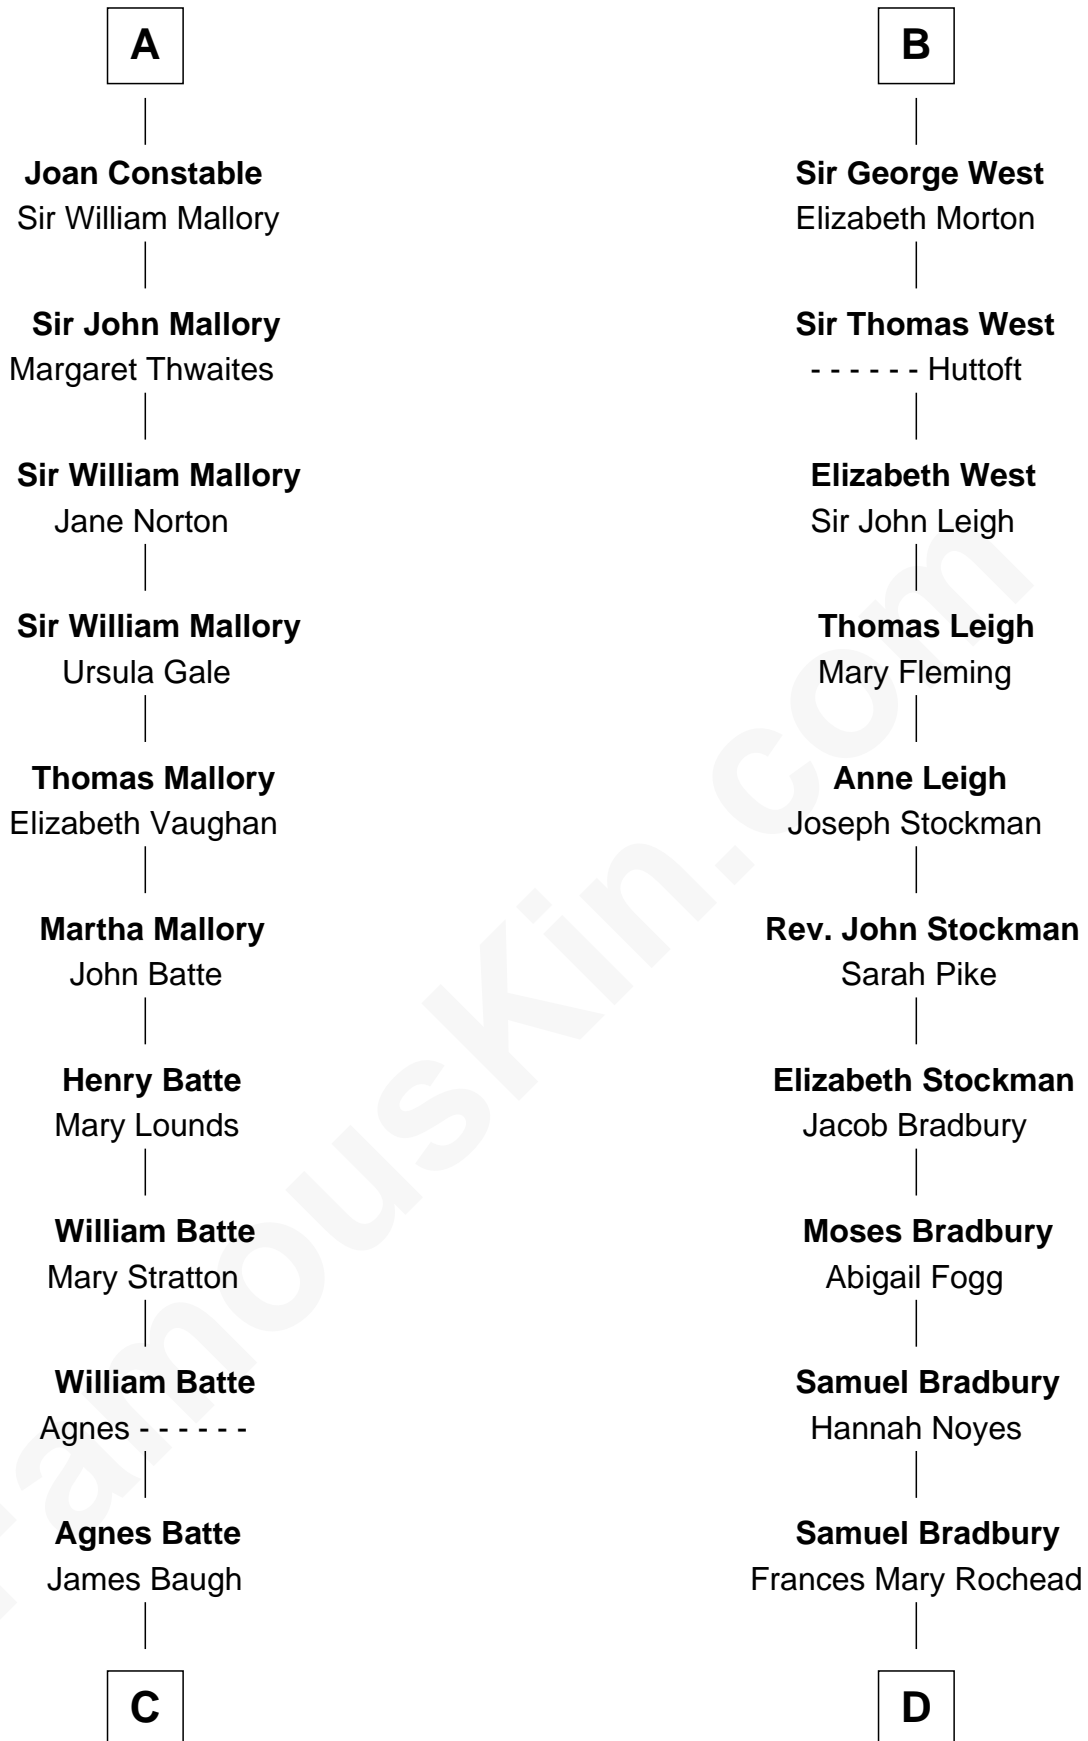 A
Joan Constable
Sir William Mallory
Sir John Mallory
Margaret Thwaites
Sir William Mallory
Jane Norton
Sir William Mallory
Ursula Gale
Thomas Mallory
Elizabeth Vaughan
Martha Mallory
John Batte
Henry Batte
Mary Lounds
William Batte
Mary Stratton
William Batte
Agnes - - - - - -
Agnes Batte
James Baugh
C
B
Sir George West
Elizabeth Morton
Sir Thomas West
- - - - - - Huttoft
Elizabeth West
Sir John Leigh
Thomas Leigh
Mary Fleming
Anne Leigh
Joseph Stockman
Rev. John Stockman
Sarah Pike
Elizabeth Stockman
Jacob Bradbury
Moses Bradbury
Abigail Fogg
Samuel Bradbury
Hannah Noyes
Samuel Bradbury
Frances Mary Rochead
D
FamousKin.com